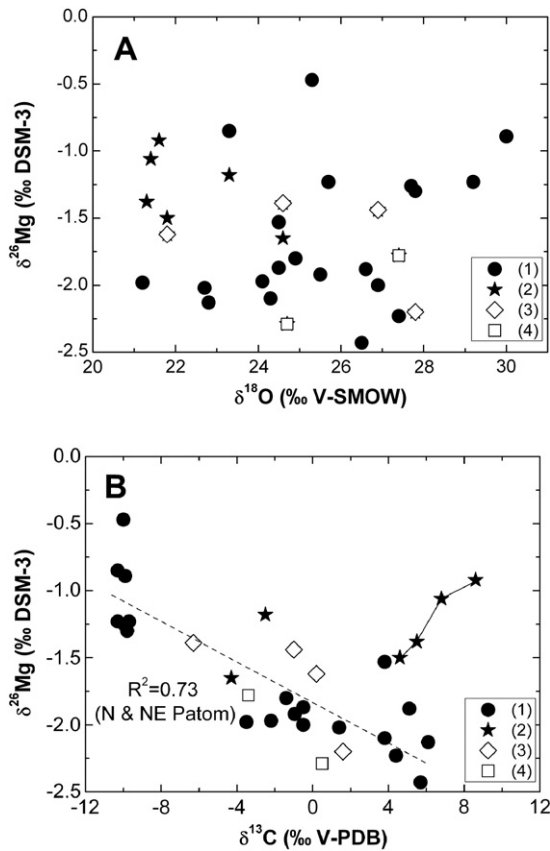 A
0.0
-0.5
-1.0
-1.5
-2.0
-2.5
δ²⁶Mg (‰ DSM-3)
(1)
(2)
(3)
(4)
20 22 24 26 28 30
δ¹⁸O (‰ V-SMOW)
B
0.0
-0.5
-1.0
-1.5
-2.0
-2.5
δ²⁶Mg (‰ DSM-3)
R²=0.73
(N & NE Patom)
(1)
(2)
(3)
(4)
-12 -8 -4 0 4 8 12
δ¹³C (‰ V-PDB)